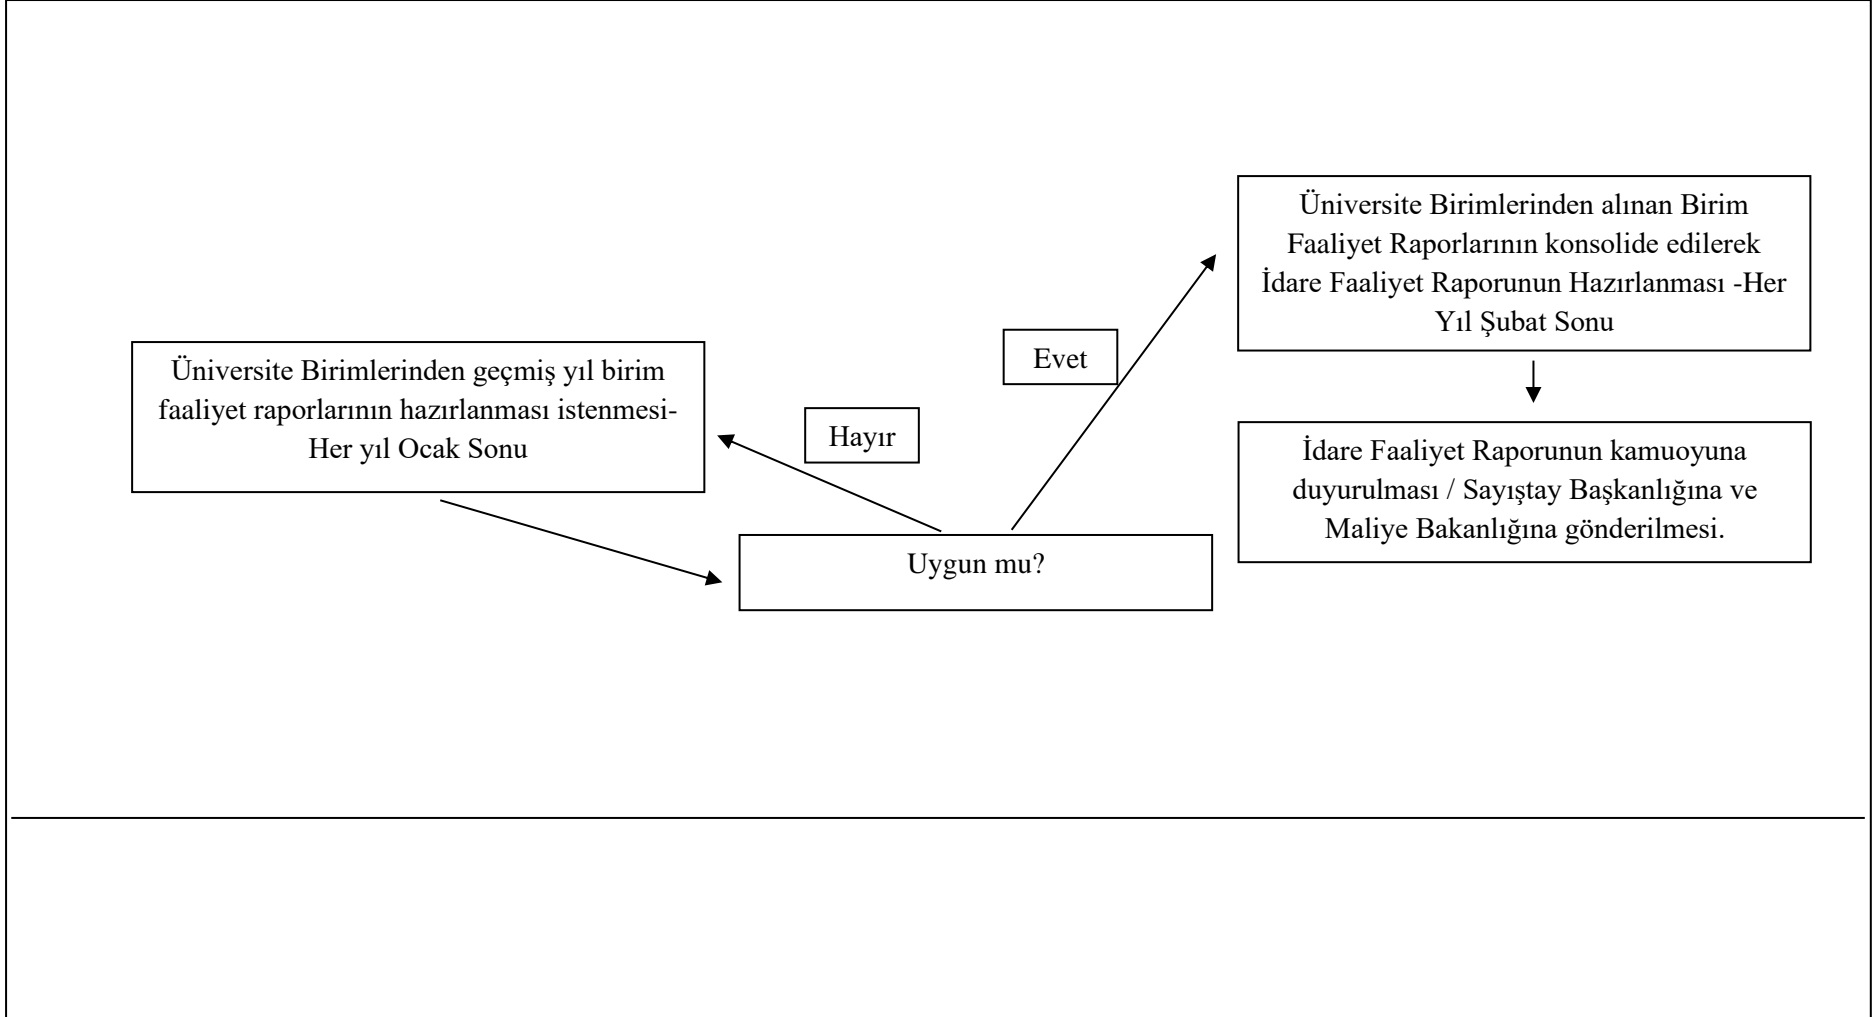 Üniversite Birimlerinden geçmiş yıl birim
faaliyet raporlarının hazırlanması istenmesi-
Her yıl Ocak Sonu
Uygun mu?
Hayır
Evet
Üniversite Birimlerinden alınan Birim
Faaliyet Raporlarının konsolide edilerek
İdare Faaliyet Raporunun Hazırlanması -Her
Yıl Şubat Sonu
İdare Faaliyet Raporunun kamuoyuna
duyurulması / Sayıştay Başkanlığına ve
Maliye Bakanlığına gönderilmesi.